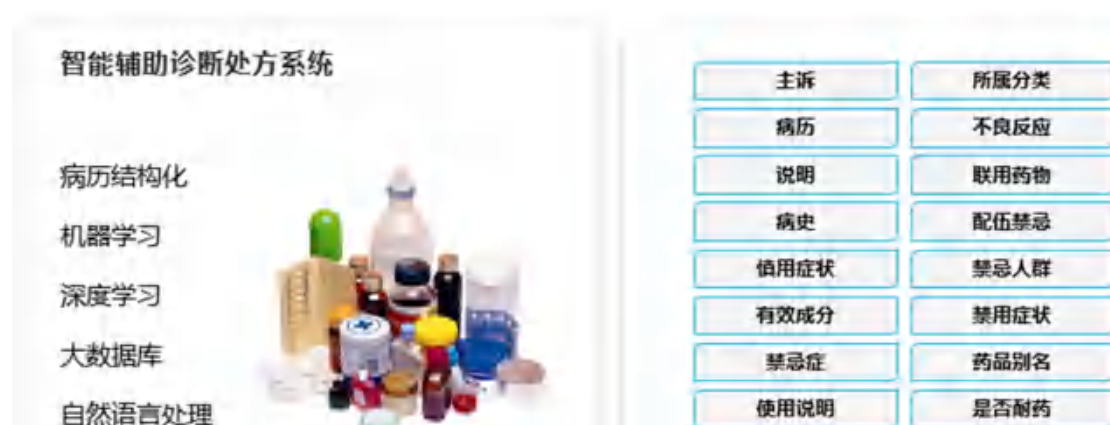 智能辅助诊断处方系统
病历结构化
机器学习
深度学习
大数据库
自然语言处理
主诉 所属分类
病历 不良反应
说明 联用药物
病史 配伍禁忌
慎用症状 禁忌人群
有效成分 禁用症状
禁忌症 药品别名
使用说明 是否耐药